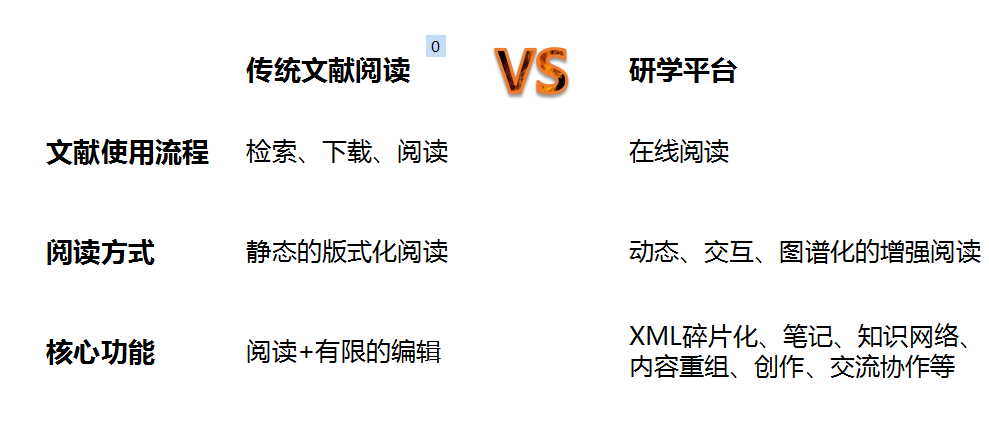 传统文献阅读 0 VS 研学平台
文献使用流程 检索、下载、阅读 在线阅读
阅读方式 静态的版式化阅读 动态、交互、图谱化的增强阅读
核心功能 阅读+有限的编辑 XML碎片化、笔记、知识网络、
内容重组、创作、交流协作等